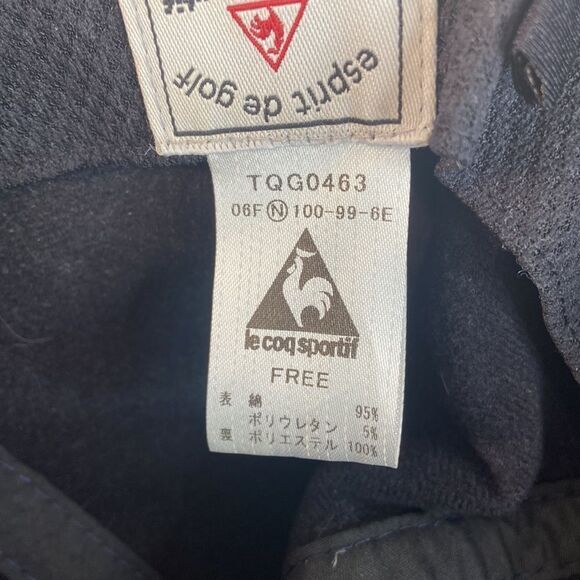 esprit de golf
TQG0463
06F Ⓝ 100-99-6E
le coq sportif
FREE
表 綿 95%
ポリウレタン 5%
裏 ポリエステル 100%